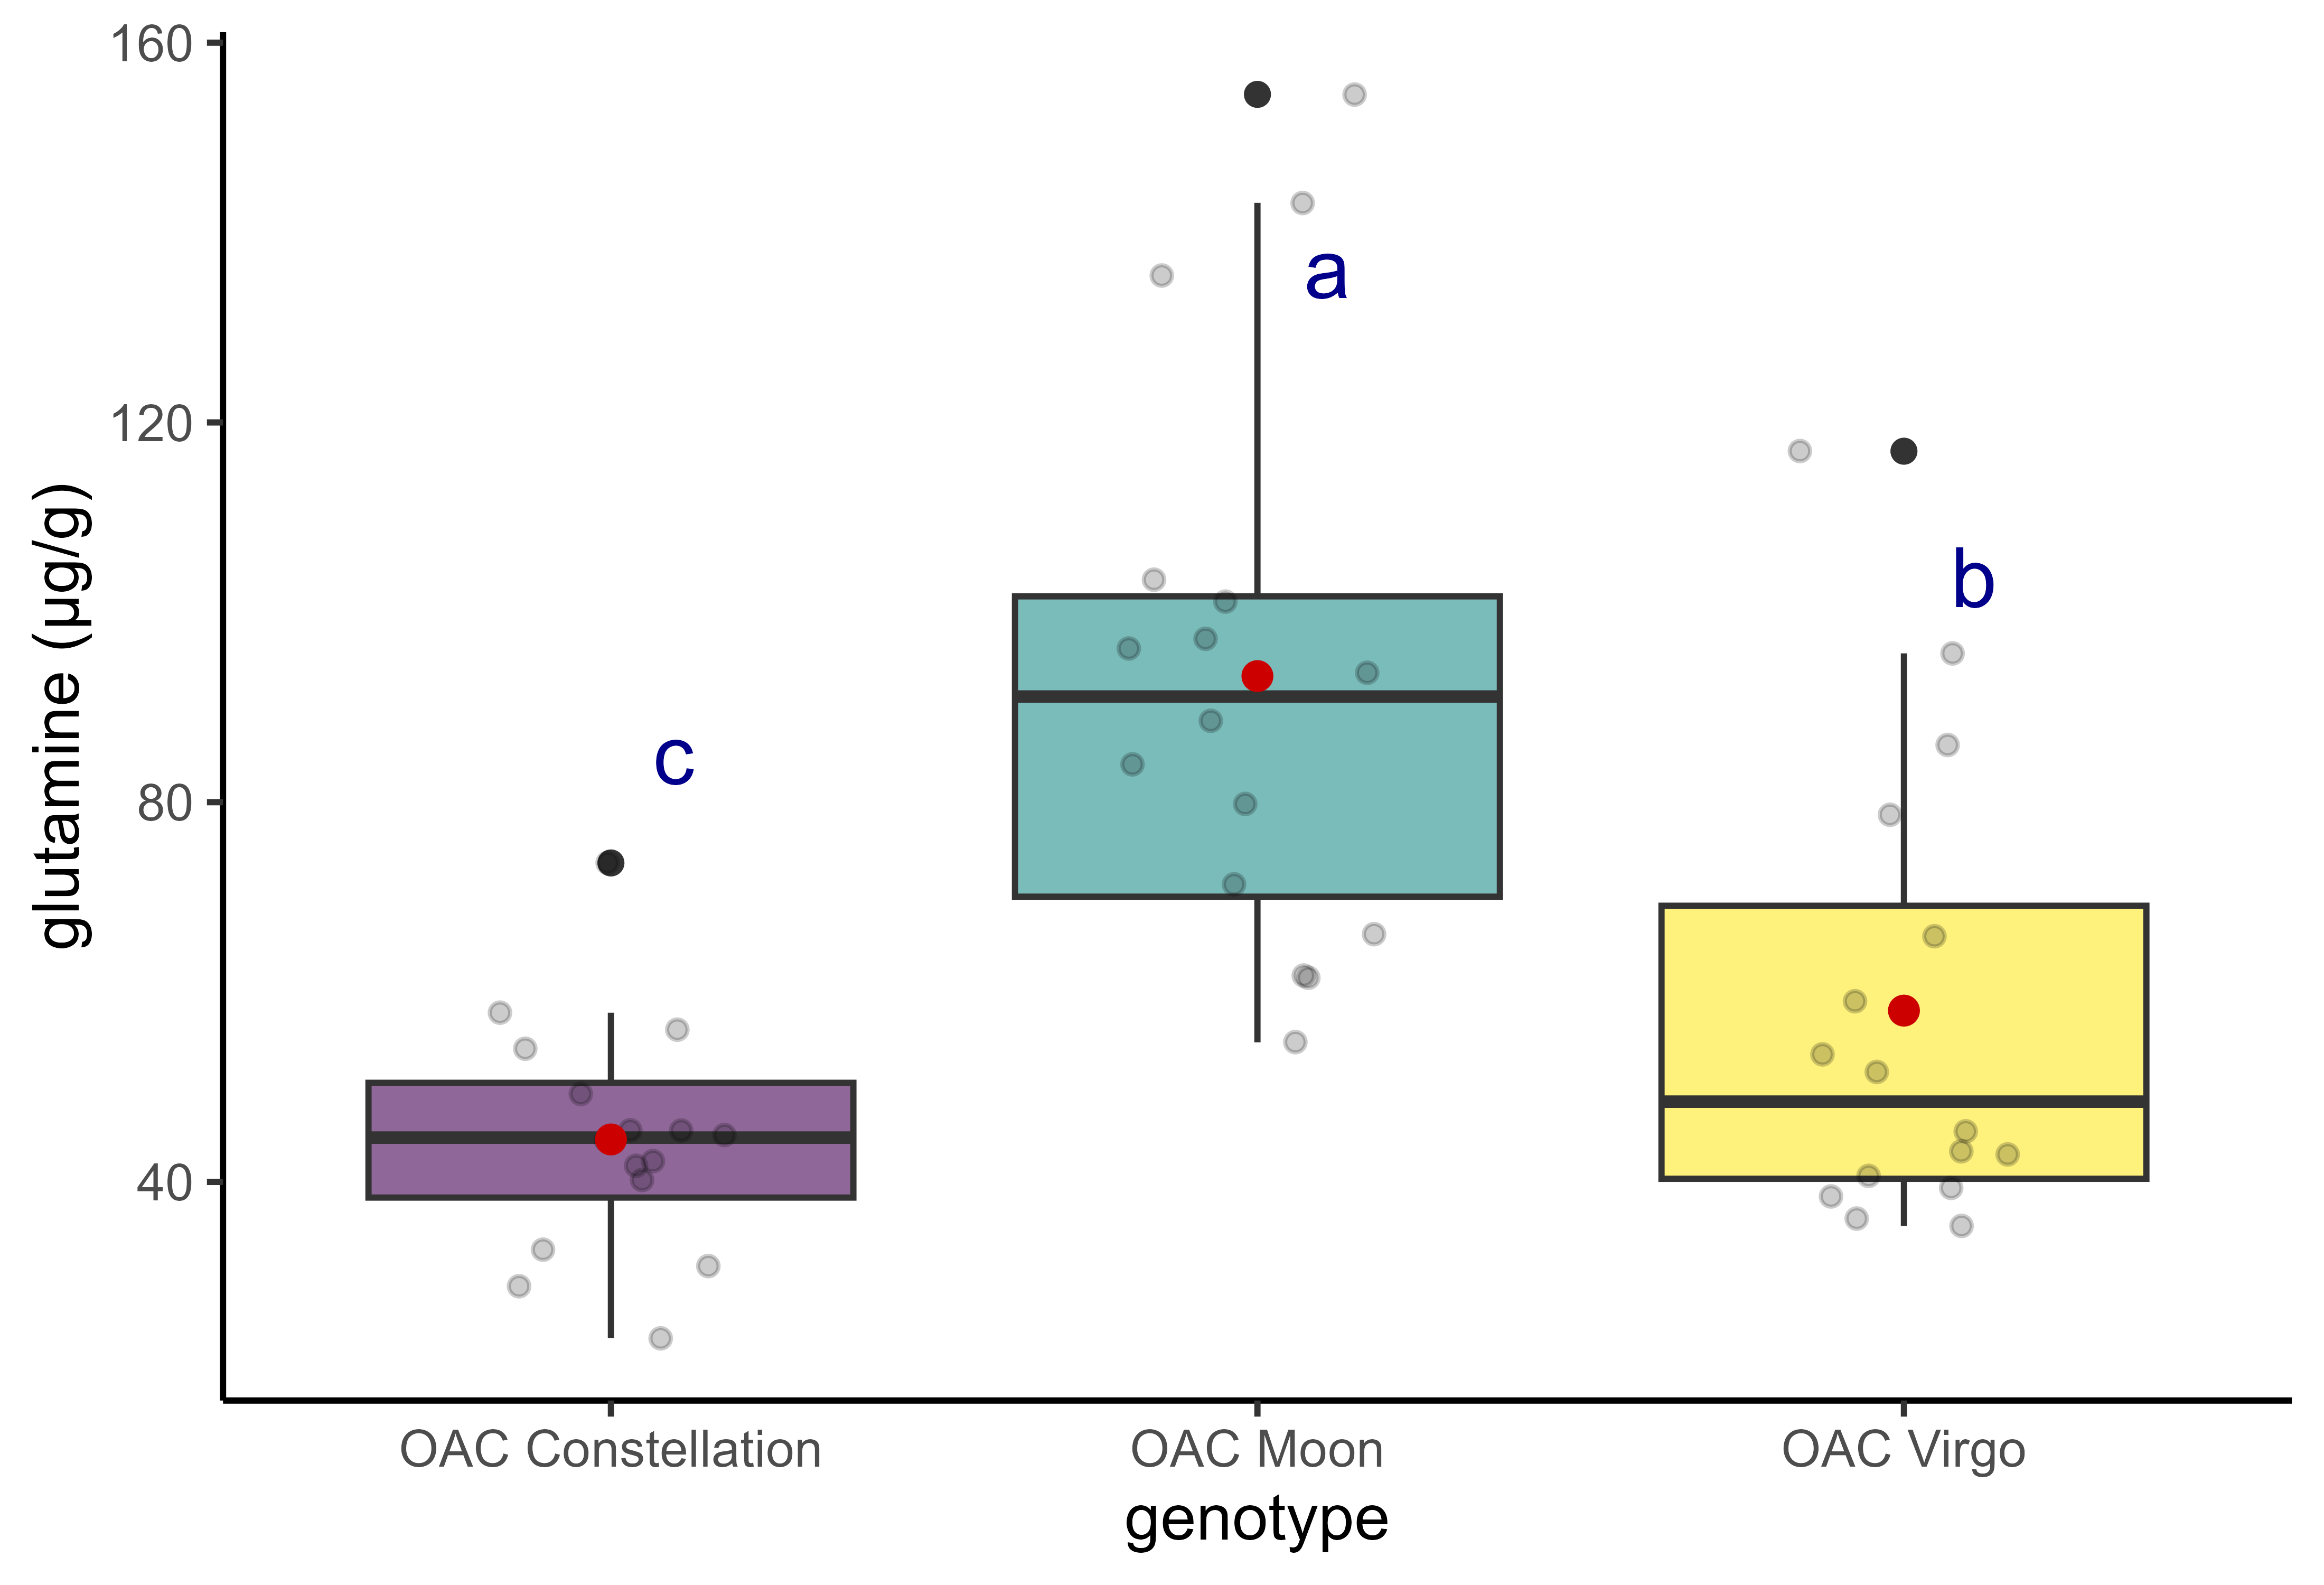 160
120
80
40
glutamine (µg/g)
c
a
b
OAC Constellation
OAC Moon
OAC Virgo
genotype